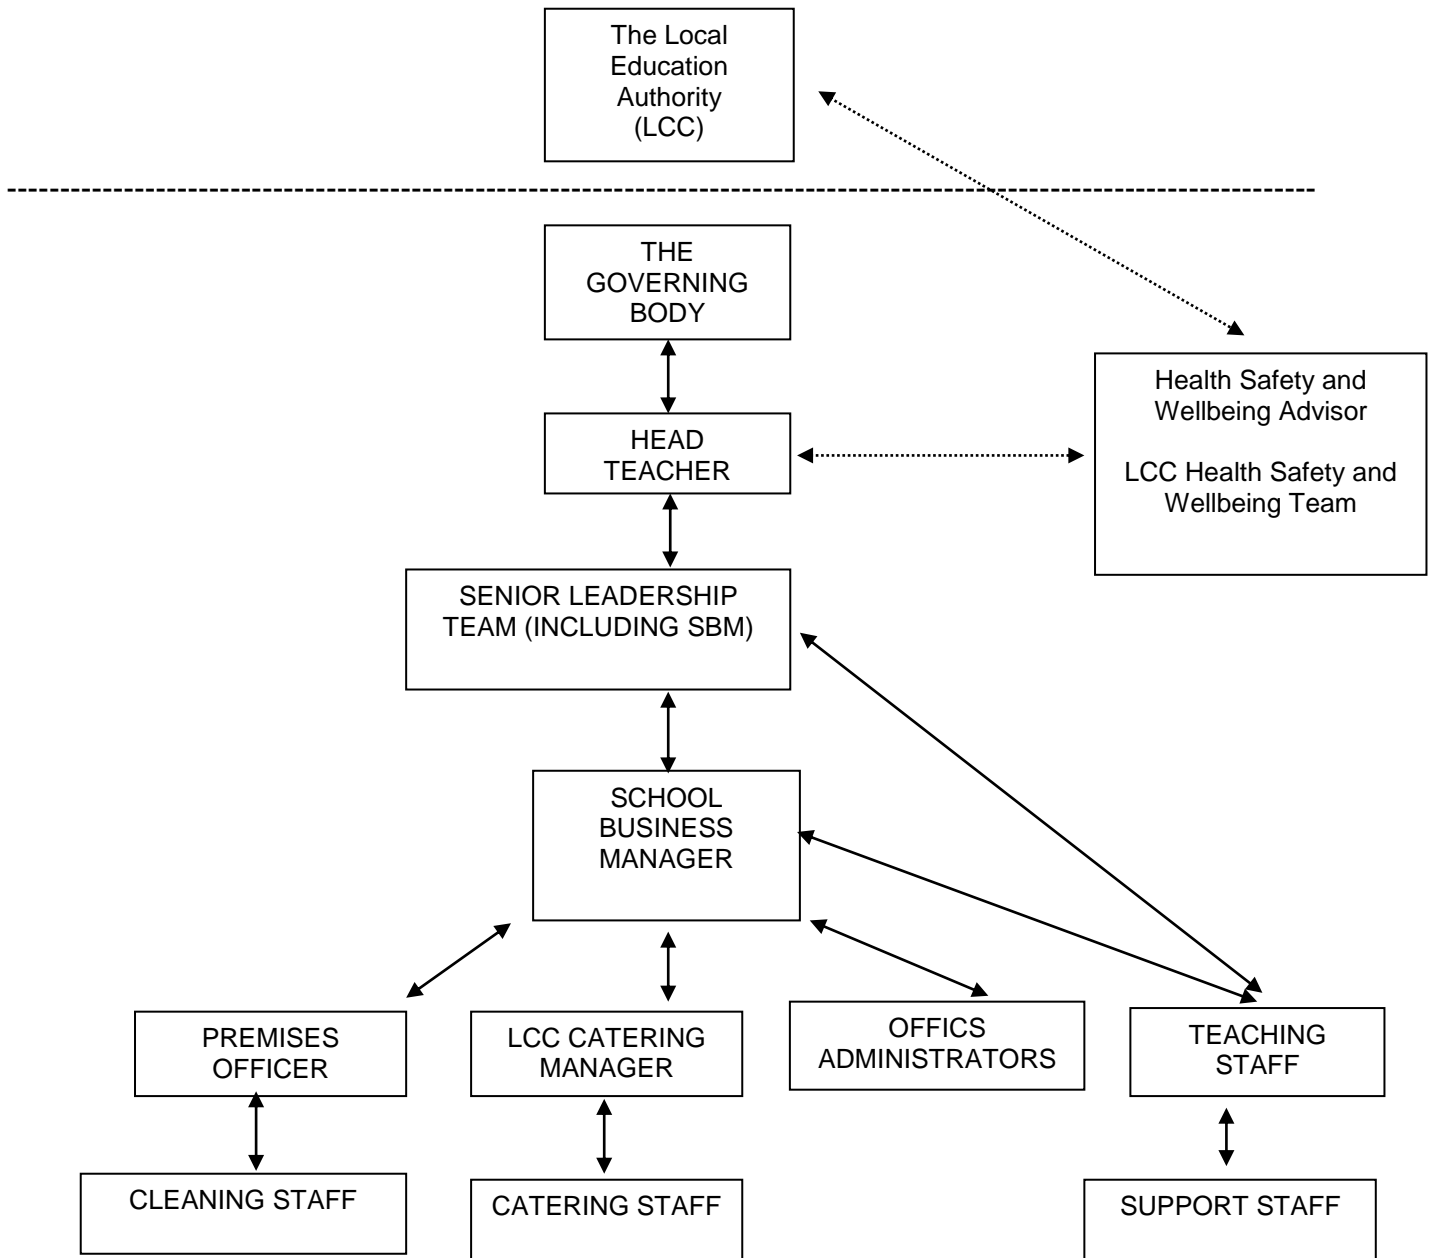 The Local
Education
Authority
(LCC)
THE
GOVERNING
BODY
HEAD
TEACHER
Health Safety and
Wellbeing Advisor
LCC Health Safety and
Wellbeing Team
SENIOR LEADERSHIP
TEAM (INCLUDING SBM)
SCHOOL
BUSINESS
MANAGER
PREMISES
OFFICER
LCC CATERING
MANAGER
OFFICS
ADMINISTRATORS
TEACHING
STAFF
CLEANING STAFF
CATERING STAFF
SUPPORT STAFF